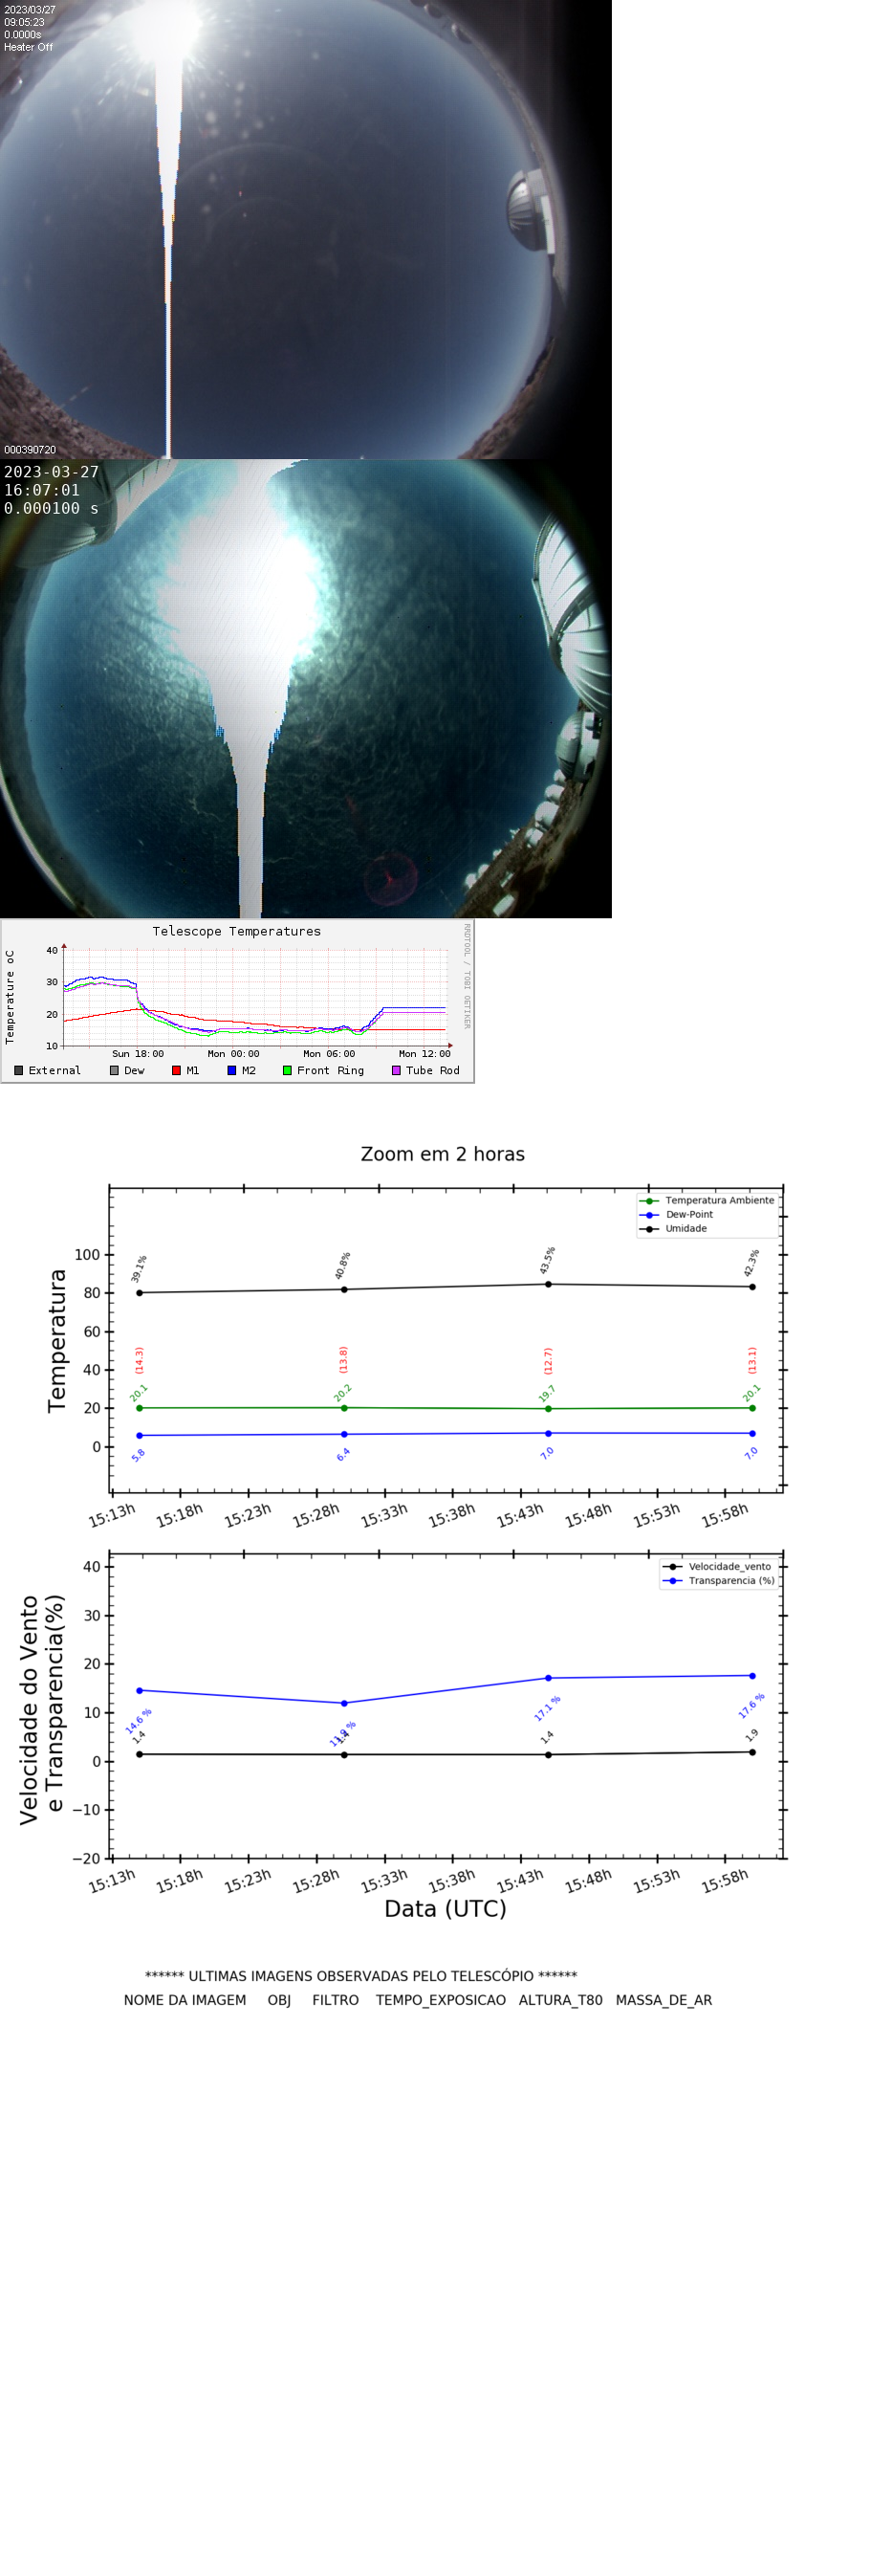 2023/03/27
09:05:23
0.0000s
Heater Off
000390720
2023-03-27
16:07:01
0.000100 s
Telescope Temperatures
RRDTOOL / TOBI OETIKER
Temperature oC
40
30
20
10
Sun 18:00 Mon 00:00 Mon 06:00 Mon 12:00
External Dew M1 M2 Front Ring Tube Rod
Zoom em 2 horas
Temperatura Ambiente
Dew-Point
Umidade
Temperatura
100
80
60
40
20
0
39.1% 40.8% 43.5% 42.3%
(14.3) (13.8) (12.7) (13.1)
20.1 20.2 19.7 20.1
5.8 6.4 7.0 7.0
15:13h 15:18h 15:23h 15:28h 15:33h 15:38h 15:43h 15:48h 15:53h 15:58h
Velocidade_vento
Transparencia (%)
Velocidade do Vento
e Transparencia(%)
40
30
20
10
0
−10
−20
14.6 % 17.1 % 17.6 %
1.4 1.4 1.9
15:13h 15:18h 15:23h 15:28h 15:33h 15:38h 15:43h 15:48h 15:53h 15:58h
Data (UTC)
****** ULTIMAS IMAGENS OBSERVADAS PELO TELESCÓPIO ******
NOME DA IMAGEM OBJ FILTRO TEMPO_EXPOSICAO ALTURA_T80 MASSA_DE_AR